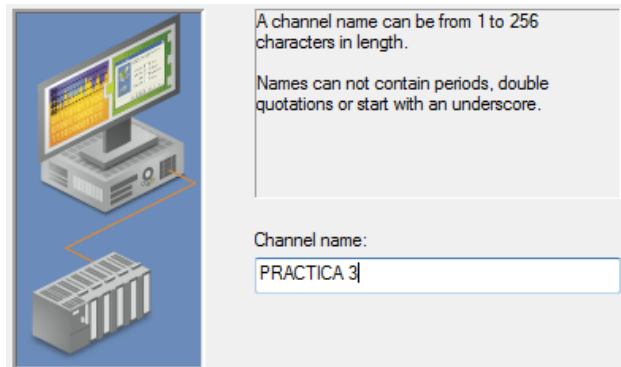 A channel name can be from 1 to 256
characters in length.
Names can not contain periods, double
quotations or start with an underscore.
Channel name:
PRACTICA 3